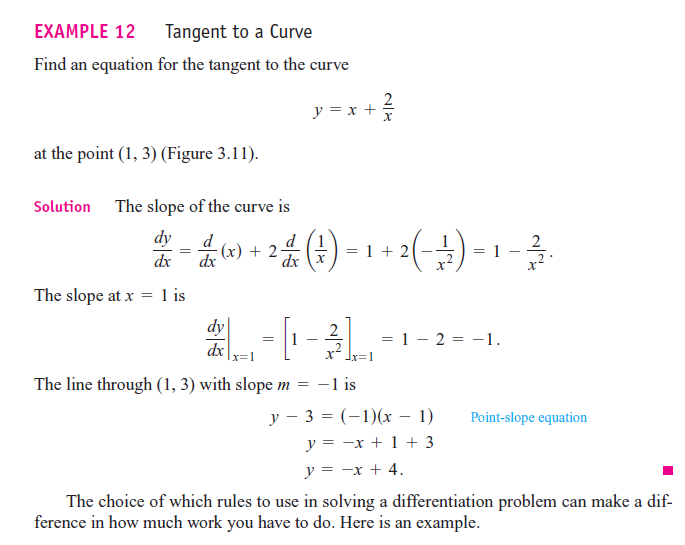 EXAMPLE 12 Tangent to a Curve
Find an equation for the tangent to the curve
y = x + 2/x
at the point (1, 3) (Figure 3.11).
Solution The slope of the curve is
dy/dx = d/dx (x) + 2 d/dx (1/x) = 1 + 2(−1/x²) = 1 − 2/x².
The slope at x = 1 is
dy/dx|ₓ₌₁ = [1 − 2/x²]ₓ₌₁ = 1 − 2 = −1.
The line through (1, 3) with slope m = −1 is
y − 3 = (−1)(x − 1) Point-slope equation
y = −x + 1 + 3
y = −x + 4.
The choice of which rules to use in solving a differentiation problem can make a dif-
ference in how much work you have to do. Here is an example.